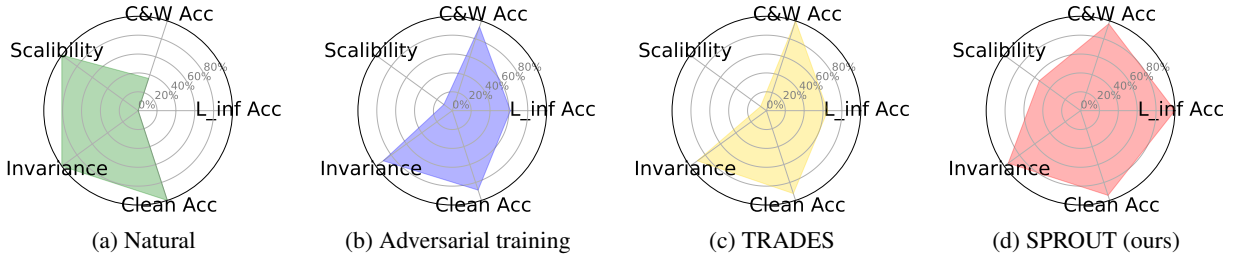 C&W Acc
Scalibility
80%
60%
40%
20%
0%
L_inf Acc
Invariance
Clean Acc
(a) Natural
C&W Acc
Scalibility
80%
60%
40%
20%
0%
L_inf Acc
Invariance
Clean Acc
(b) Adversarial training
C&W Acc
Scalibility
80%
60%
40%
20%
0%
L_inf Acc
Invariance
Clean Acc
(c) TRADES
C&W Acc
Scalibility
80%
60%
40%
20%
0%
L_inf Acc
Invariance
Clean Acc
(d) SPROUT (ours)